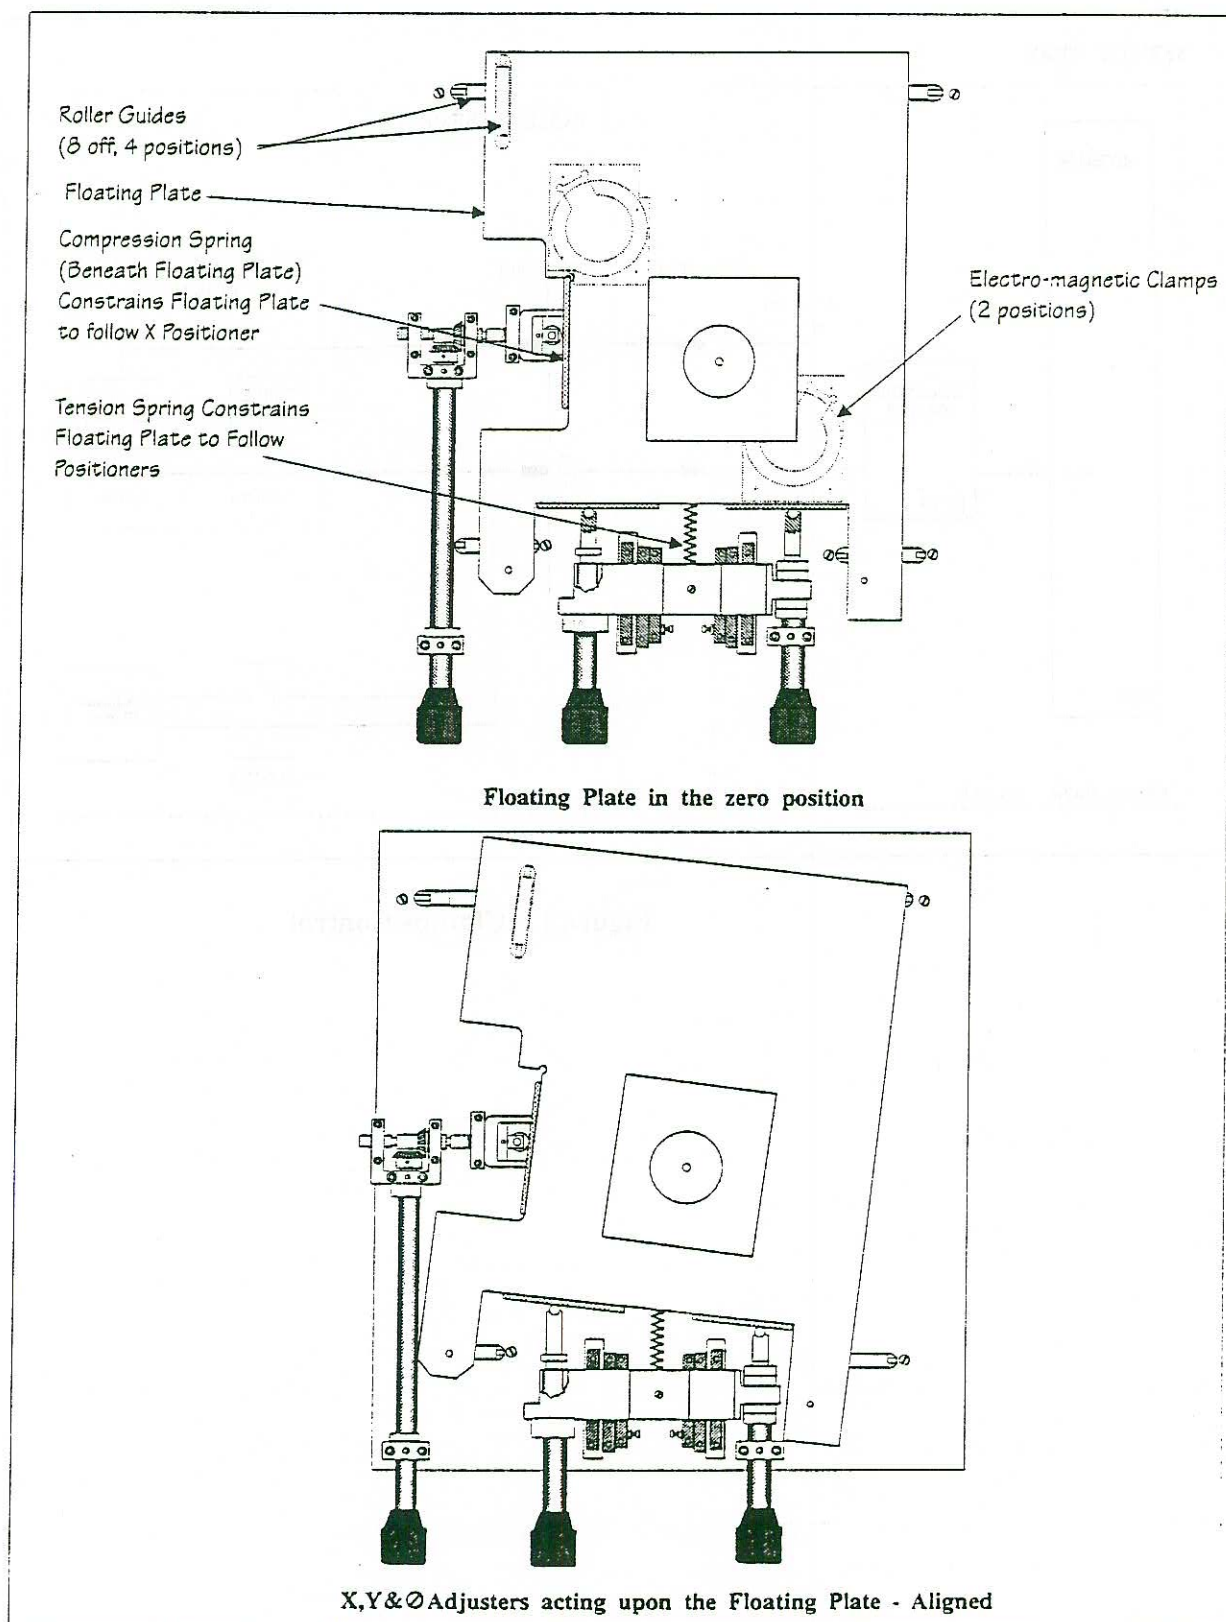 Roller Guides
(8 off, 4 positions)
Floating Plate
Compression Spring
(Beneath Floating Plate)
Constrains Floating Plate
to follow X Positioner
Electro-magnetic Clamps
(2 positions)
Tension Spring Constrains
Floating Plate to Follow
Positioners
Floating Plate in the zero position
X,Y&∅ Adjusters acting upon the Floating Plate - Aligned